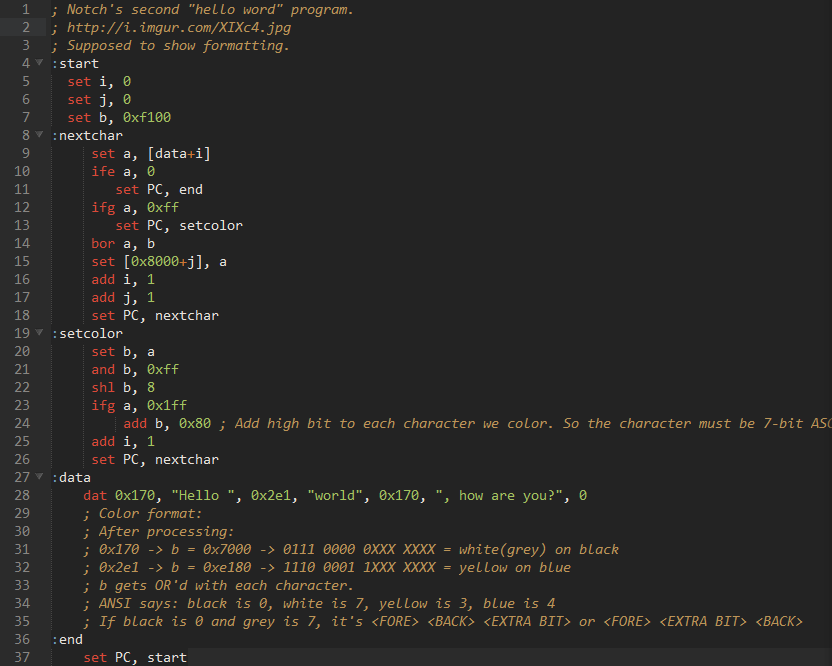 1 ; Notch's second "hello word" program.
2 ; http://i.imgur.com/XIXc4.jpg
3 ; Supposed to show formatting.
4 :start
5 set i, 0
6 set j, 0
7 set b, 0xf100
8 :nextchar
9 set a, [data+i]
10 ife a, 0
11 set PC, end
12 ifg a, 0xff
13 set PC, setcolor
14 bor a, b
15 set [0x8000+j], a
16 add i, 1
17 add j, 1
18 set PC, nextchar
19 :setcolor
20 set b, a
21 and b, 0xff
22 shl b, 8
23 ifg a, 0x1ff
24 add b, 0x80 ; Add high bit to each character we color. So the character must be 7-bit ASC
25 add i, 1
26 set PC, nextchar
27 :data
28 dat 0x170, "Hello ", 0x2e1, "world", 0x170, ", how are you?", 0
29 ; Color format:
30 ; After processing:
31 ; 0x170 -> b = 0x7000 -> 0111 0000 0XXX XXXX = white(grey) on black
32 ; 0x2e1 -> b = 0xe180 -> 1110 0001 1XXX XXXX = yellow on blue
33 ; b gets OR'd with each character.
34 ; ANSI says: black is 0, white is 7, yellow is 3, blue is 4
35 ; If black is 0 and grey is 7, it's <FORE> <BACK> <EXTRA BIT> or <FORE> <EXTRA BIT> <BACK>
36 :end
37 set PC, start